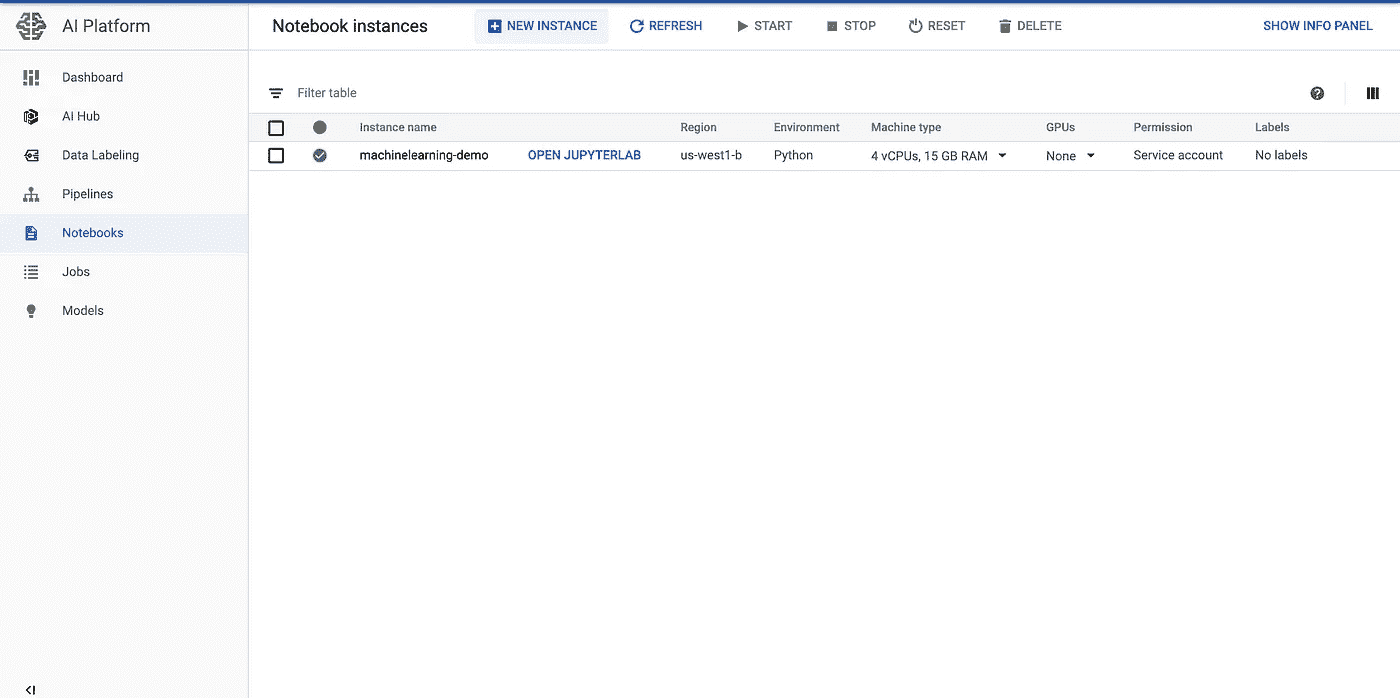 AI Platform
Notebook instances NEW INSTANCE REFRESH START STOP RESET DELETE SHOW INFO PANEL
Dashboard
AI Hub
Data Labeling
Pipelines
Notebooks
Jobs
Models
Filter table
Instance name Region Environment Machine type GPUs Permission Labels
machinelearning-demo OPEN JUPYTERLAB us-west1-b Python 4 vCPUs, 15 GB RAM None Service account No labels